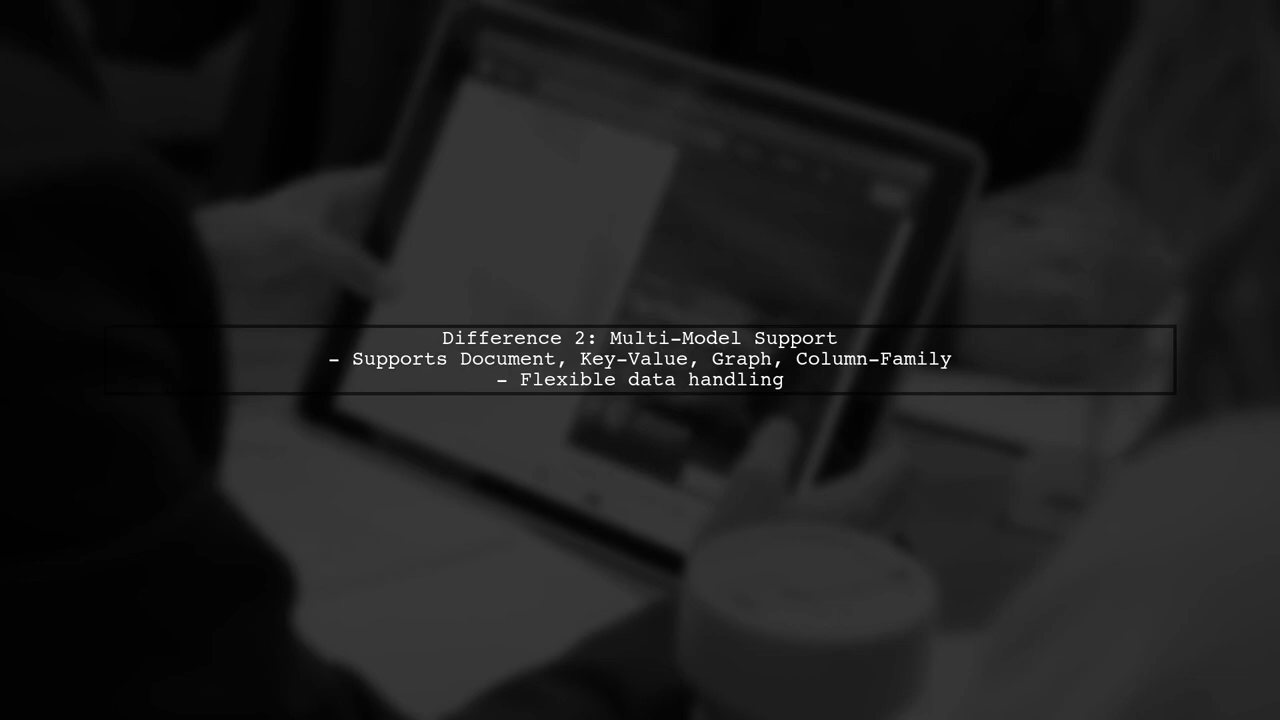 Difference 2: Multi-Model Support
- Supports Document, Key-Value, Graph, Column-Family
- Flexible data handling